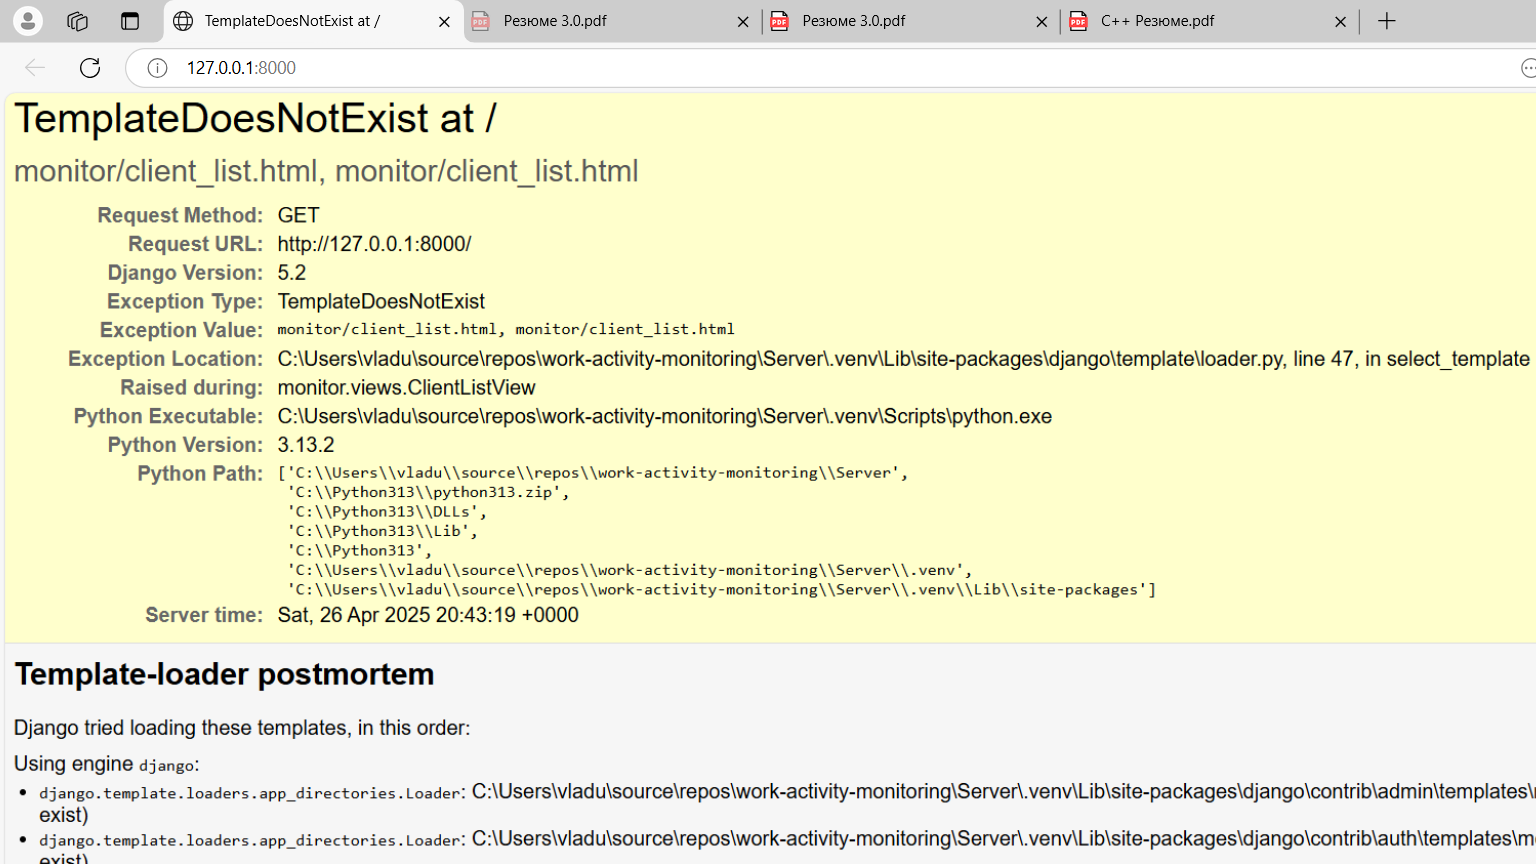 TemplateDoesNotExist at /
Резюме 3.0.pdf
Резюме 3.0.pdf
C++ Резюме.pdf
127.0.0.1:8000
TemplateDoesNotExist at /
monitor/client_list.html, monitor/client_list.html
Request Method: GET
Request URL: http://127.0.0.1:8000/
Django Version: 5.2
Exception Type: TemplateDoesNotExist
Exception Value: monitor/client_list.html, monitor/client_list.html
Exception Location: C:\Users\vladu\source\repos\work-activity-monitoring\Server\.venv\Lib\site-packages\django\template\loader.py, line 47, in select_template
Raised during: monitor.views.ClientListView
Python Executable: C:\Users\vladu\source\repos\work-activity-monitoring\Server\.venv\Scripts\python.exe
Python Version: 3.13.2
Python Path: ['C:\\Users\\vladu\\source\\repos\\work-activity-monitoring\\Server',
'C:\\Python313\\python313.zip',
'C:\\Python313\\DLLs',
'C:\\Python313\\Lib',
'C:\\Python313',
'C:\\Users\\vladu\\source\\repos\\work-activity-monitoring\\Server\\.venv',
'C:\\Users\\vladu\\source\\repos\\work-activity-monitoring\\Server\\.venv\\Lib\\site-packages']
Server time: Sat, 26 Apr 2025 20:43:19 +0000
Template-loader postmortem
Django tried loading these templates, in this order:
Using engine django:
• django.template.loaders.app_directories.Loader: C:\Users\vladu\source\repos\work-activity-monitoring\Server\.venv\Lib\site-packages\django\contrib\admin\templates\
exist)
• django.template.loaders.app_directories.Loader: C:\Users\vladu\source\repos\work-activity-monitoring\Server\.venv\Lib\site-packages\django\contrib\auth\templates\m
exist)